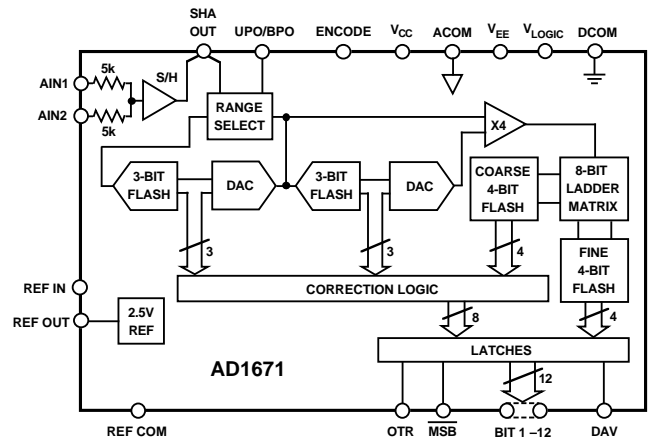 SHA OUT
UPO/BPO
ENCODE
VCC
ACOM
VEE
VLOGIC
DCOM
AIN1
5k
S/H
AIN2
5k
RANGE SELECT
X4
3-BIT FLASH
DAC
3-BIT FLASH
DAC
COARSE 4-BIT FLASH
8-BIT LADDER MATRIX
3
3
4
FINE 4-BIT FLASH
REF IN
CORRECTION LOGIC
REF OUT
2.5V REF
8
4
LATCHES
AD1671
12
REF COM
OTR
MSB
BIT 1 –12
DAV